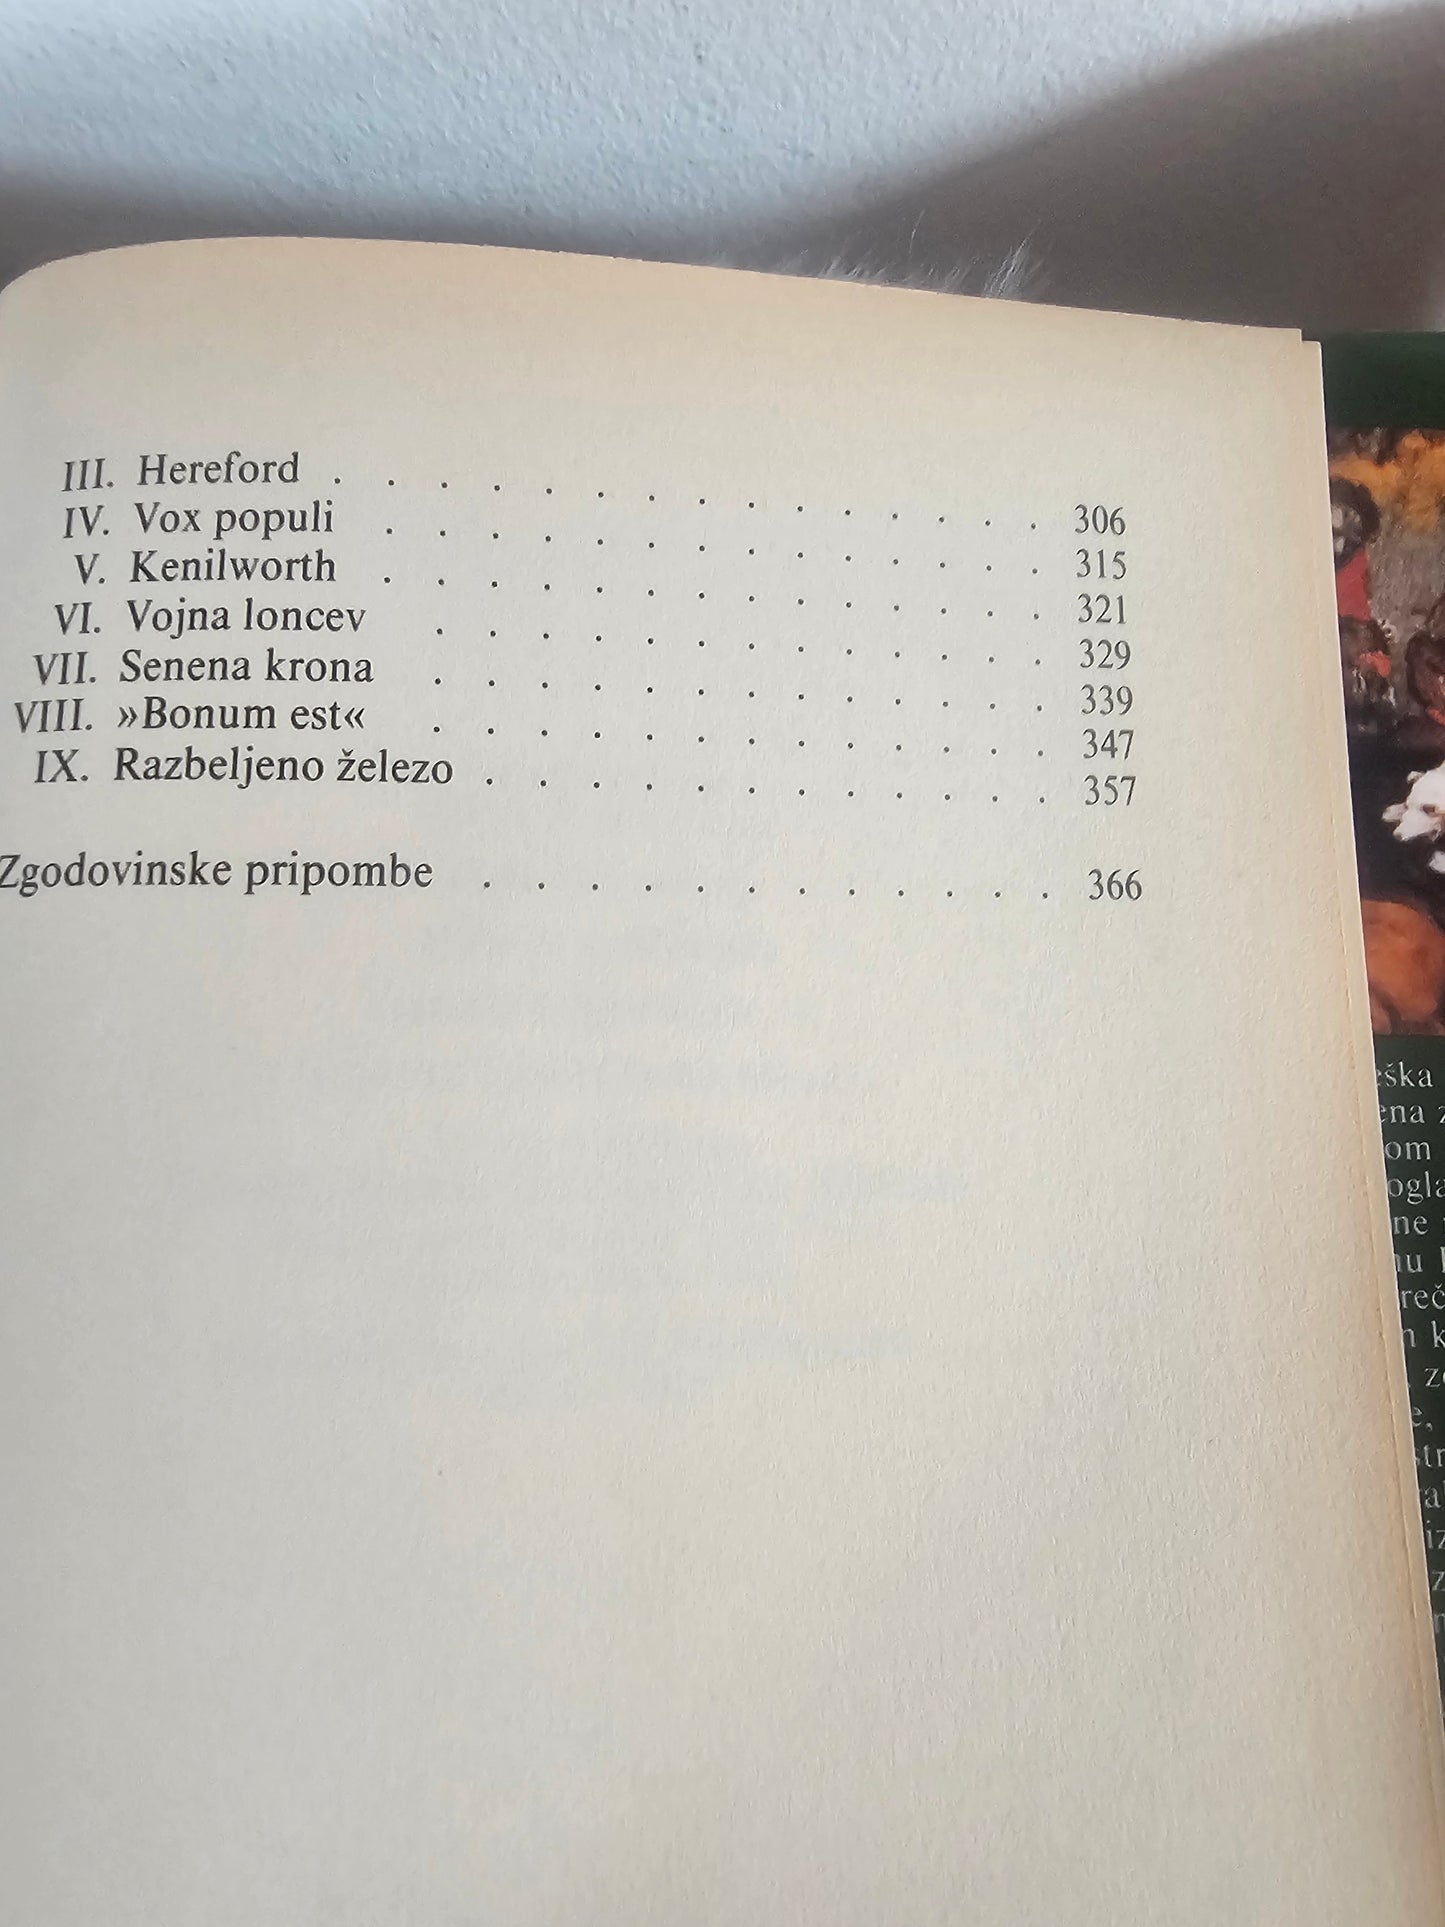 III. Hereford . . . . . . . . . . . . . . 306
IV. Vox populi . . . . . . . . . . . . . 315
V. Kenilworth . . . . . . . . . . . . . 321
VI. Vojna loncev . . . . . . . . . . . . 329
VII. Senena krona . . . . . . . . . . . . 339
VIII. »Bonum est« . . . . . . . . . . . . 347
IX. Razbeljeno železo . . . . . . . . . . . 357
Zgodovinske pripombe . . . . . . . . . . . 366